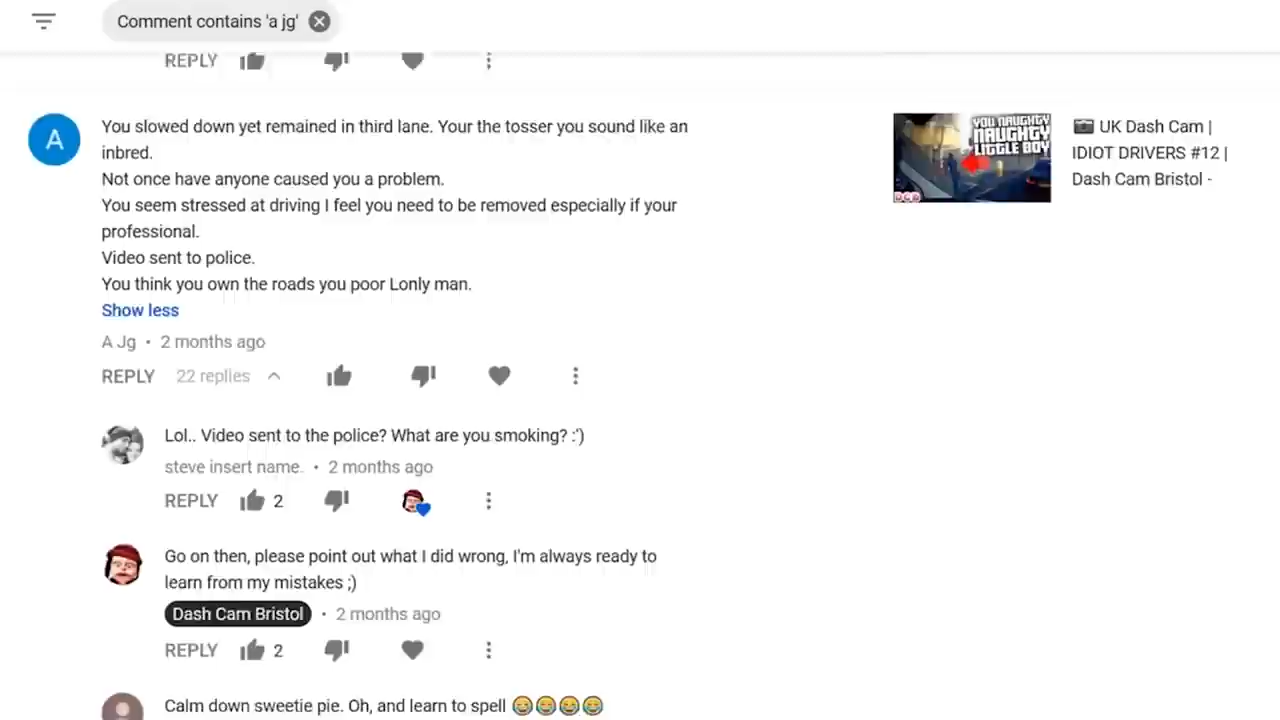 Comment contains 'a jg'
REPLY
You slowed down yet remained in third lane. Your the tosser you sound like an
inbred.
Not once have anyone caused you a problem.
You seem stressed at driving I feel you need to be removed especially if your
professional.
Video sent to police.
You think you own the roads you poor Lonly man.
Show less
A Jg • 2 months ago
REPLY 22 replies
YOU NAUGHTY
NAUGHTY
LITTLE BOY
DCB
UK Dash Cam |
IDIOT DRIVERS #12 |
Dash Cam Bristol -
Lol.. Video sent to the police? What are you smoking? :')
steve insert name. • 2 months ago
REPLY 2
Go on then, please point out what I did wrong, I'm always ready to
learn from my mistakes ;)
Dash Cam Bristol • 2 months ago
REPLY 2
Calm down sweetie pie. Oh, and learn to spell 😂😂😂😂